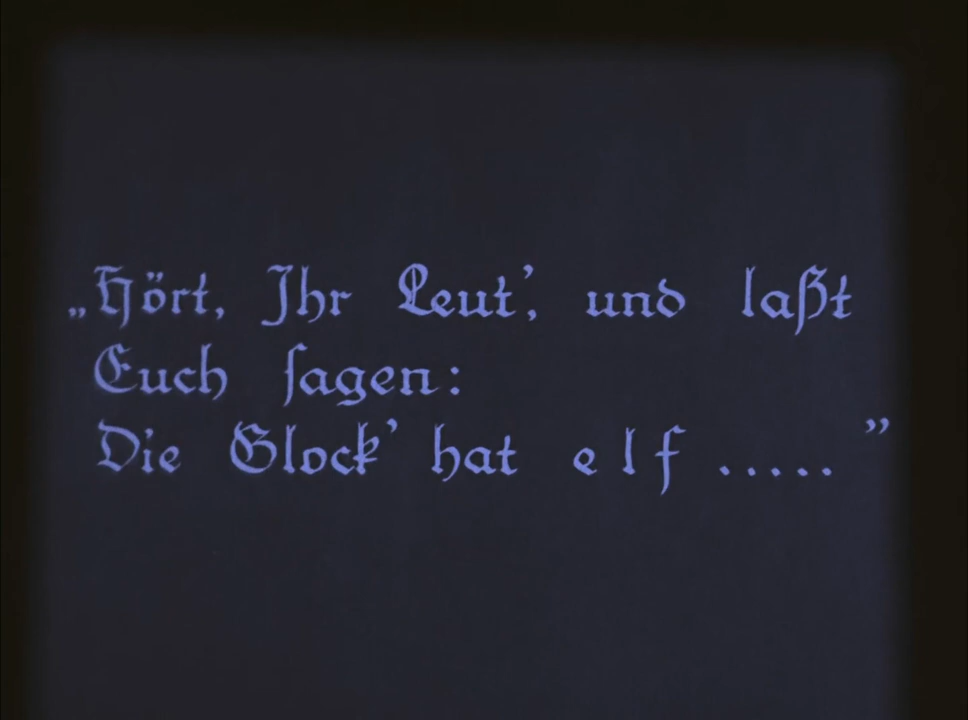 „Hört, Ihr Leut', und laßt
Euch ſagen:
Die Glock' hat elf ....."